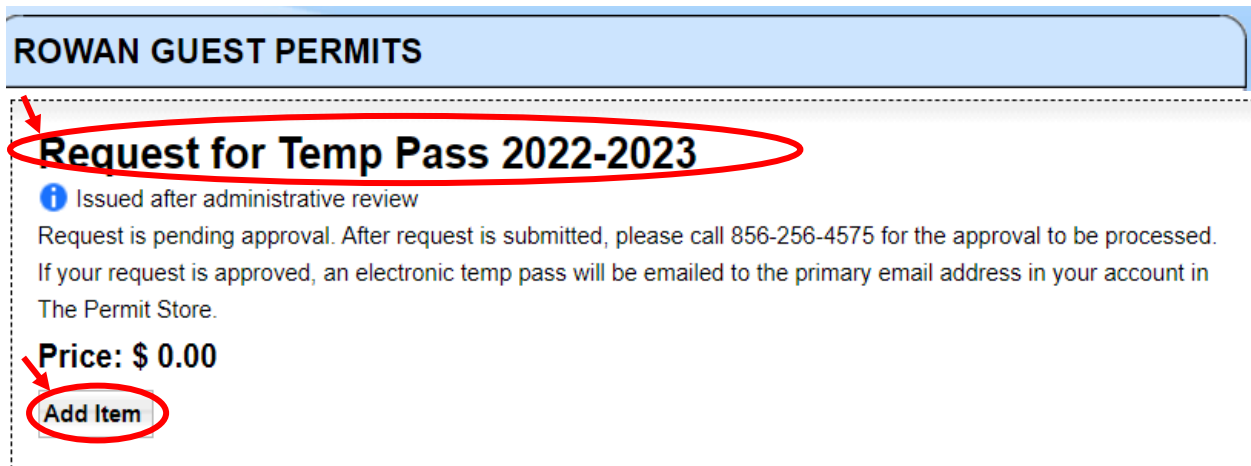 ROWAN GUEST PERMITS
Request for Temp Pass 2022-2023
Issued after administrative review
Request is pending approval. After request is submitted, please call 856-256-4575 for the approval to be processed.
If your request is approved, an electronic temp pass will be emailed to the primary email address in your account in
The Permit Store.
Price: $ 0.00
Add Item